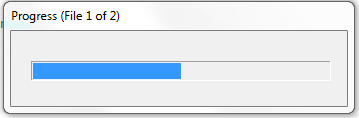 Progress (File 1 of 2)